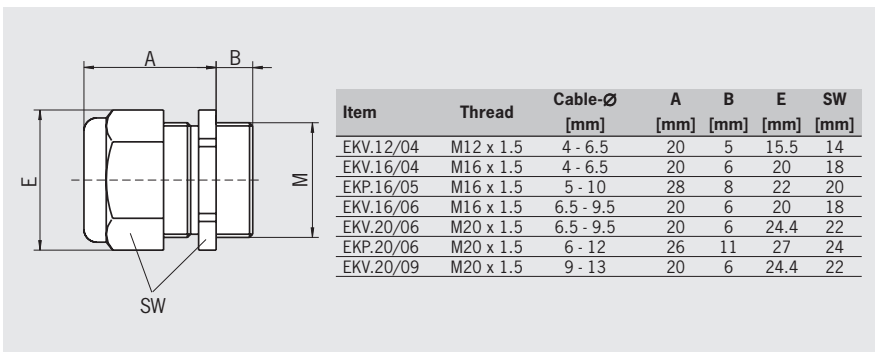 A
B
E
M
SW
Item Thread Cable-Ø A B E SW
[mm] [mm] [mm] [mm] [mm]
EKV.12/04 M12 x 1.5 4 - 6.5 20 5 15.5 14
EKV.16/04 M16 x 1.5 4 - 6.5 20 6 20 18
EKP.16/05 M16 x 1.5 5 - 10 28 8 22 20
EKV.16/06 M16 x 1.5 6.5 - 9.5 20 6 20 18
EKV.20/06 M20 x 1.5 6.5 - 9.5 20 6 24.4 22
EKP.20/06 M20 x 1.5 6 - 12 26 11 27 24
EKV.20/09 M20 x 1.5 9 - 13 20 6 24.4 22